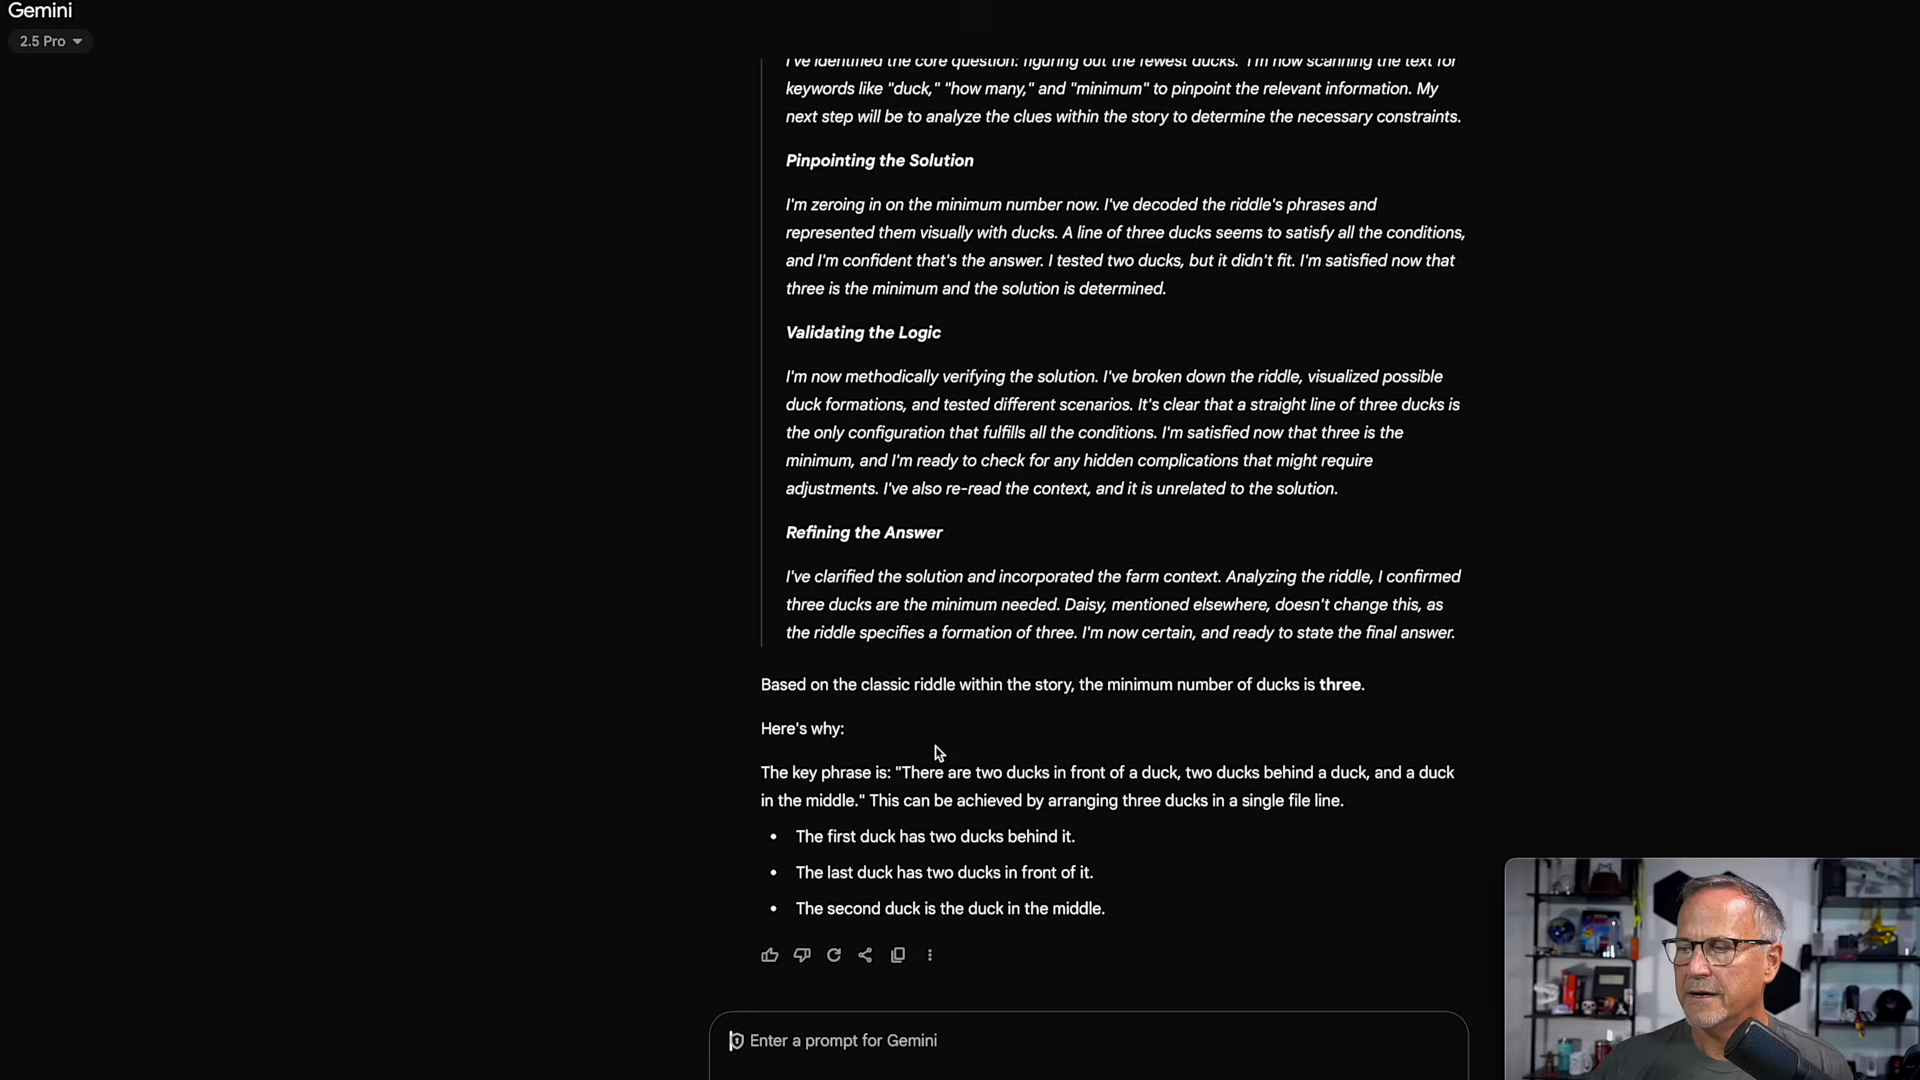 Gemini
2.5 Pro
I've identified the core question: figuring out the fewest ducks. I'm now scanning the text for
keywords like "duck," "how many," and "minimum" to pinpoint the relevant information. My
next step will be to analyze the clues within the story to determine the necessary constraints.
Pinpointing the Solution
I'm zeroing in on the minimum number now. I've decoded the riddle's phrases and
represented them visually with ducks. A line of three ducks seems to satisfy all the conditions,
and I'm confident that's the answer. I tested two ducks, but it didn't fit. I'm satisfied now that
three is the minimum and the solution is determined.
Validating the Logic
I'm now methodically verifying the solution. I've broken down the riddle, visualized possible
duck formations, and tested different scenarios. It's clear that a straight line of three ducks is
the only configuration that fulfills all the conditions. I'm satisfied now that three is the
minimum, and I'm ready to check for any hidden complications that might require
adjustments. I've also re-read the context, and it is unrelated to the solution.
Refining the Answer
I've clarified the solution and incorporated the farm context. Analyzing the riddle, I confirmed
three ducks are the minimum needed. Daisy, mentioned elsewhere, doesn't change this, as
the riddle specifies a formation of three. I'm now certain, and ready to state the final answer.
Based on the classic riddle within the story, the minimum number of ducks is three.
Here's why:
The key phrase is: "There are two ducks in front of a duck, two ducks behind a duck, and a duck
in the middle." This can be achieved by arranging three ducks in a single file line.
• The first duck has two ducks behind it.
• The last duck has two ducks in front of it.
• The second duck is the duck in the middle.
Enter a prompt for Gemini